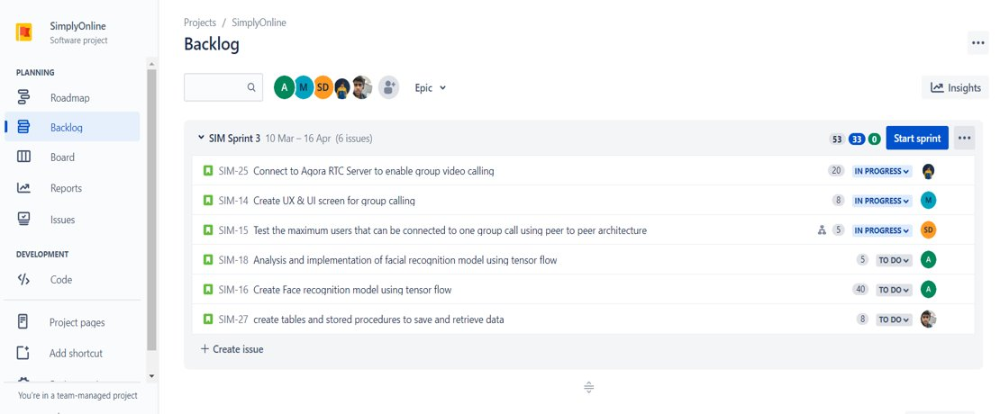 SimplyOnline
Software project
PLANNING
Roadmap
Backlog
Board
Reports
Issues
DEVELOPMENT
Code
Project pages
Add shortcut
You're in a team-managed project
Projects / SimplyOnline
Backlog
A M SD Epic
Insights
SIM Sprint 3 10 Mar – 16 Apr (6 issues) 53 33 0 Start sprint
SIM-25 Connect to Agora RTC Server to enable group video calling 20 IN PROGRESS
SIM-14 Create UX & UI screen for group calling 8 IN PROGRESS M
SIM-15 Test the maximum users that can be connected to one group call using peer to peer architecture 5 IN PROGRESS SD
SIM-18 Analysis and implementation of facial recognition model using tensor flow 5 TO DO A
SIM-16 Create Face recognition model using tensor flow 40 TO DO A
SIM-27 create tables and stored procedures to save and retrieve data 8 TO DO
+ Create issue